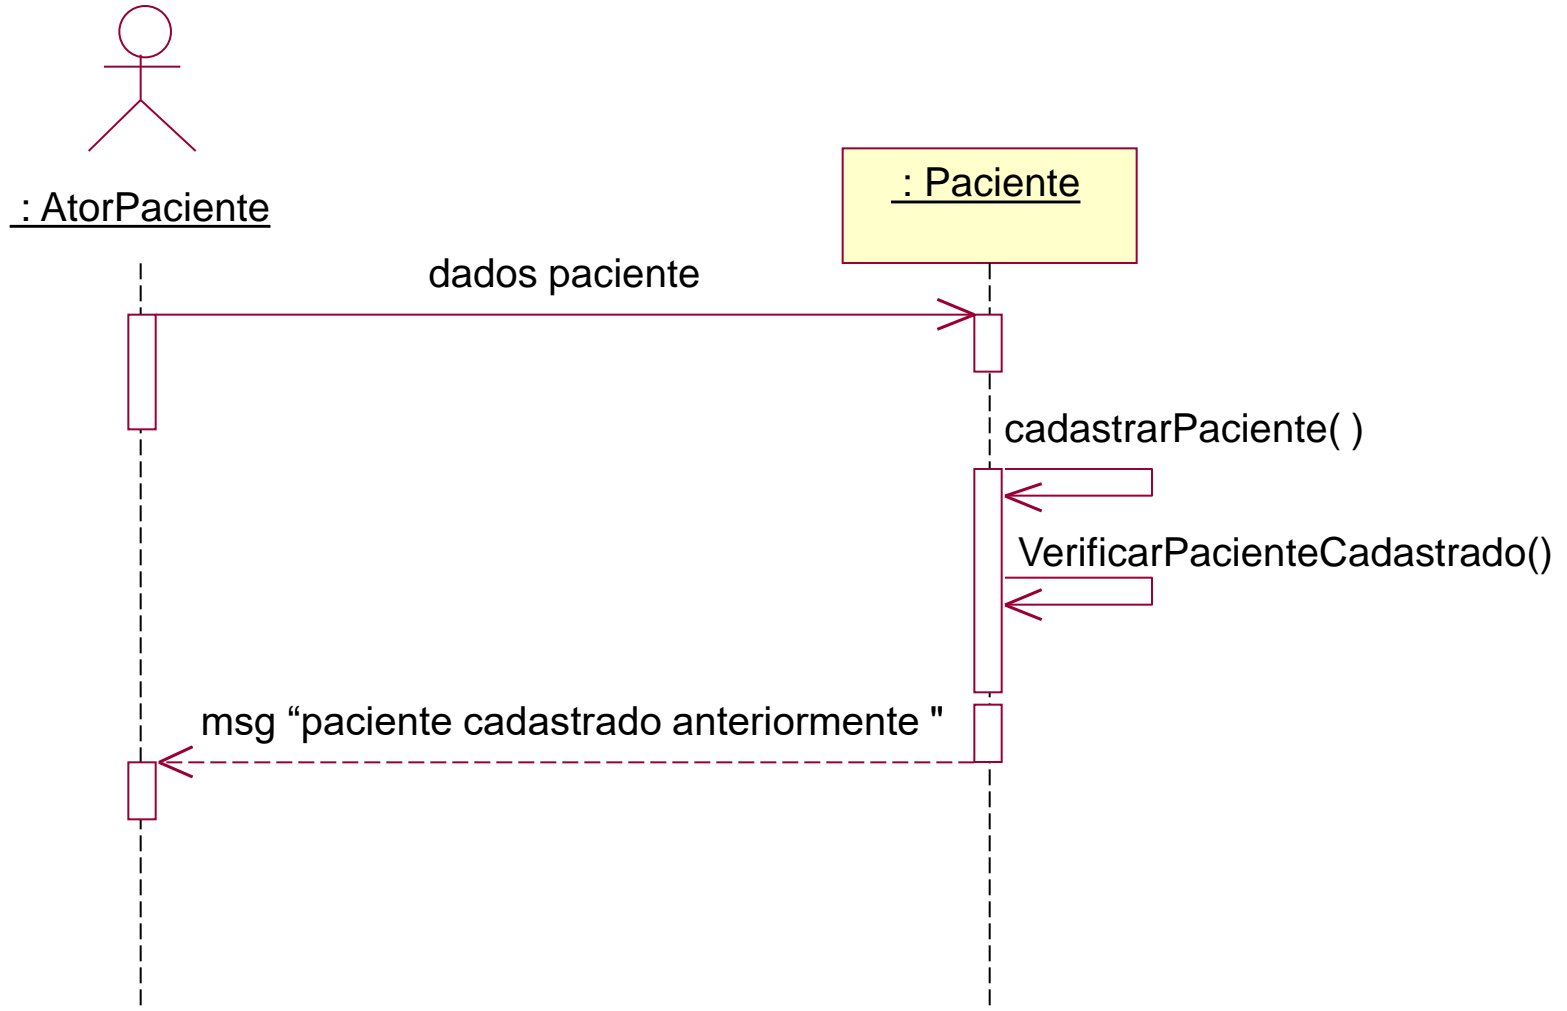 : AtorPaciente
: Paciente
dados paciente
cadastrarPaciente( )
VerificarPacienteCadastrado()
msg “paciente cadastrado anteriormente "